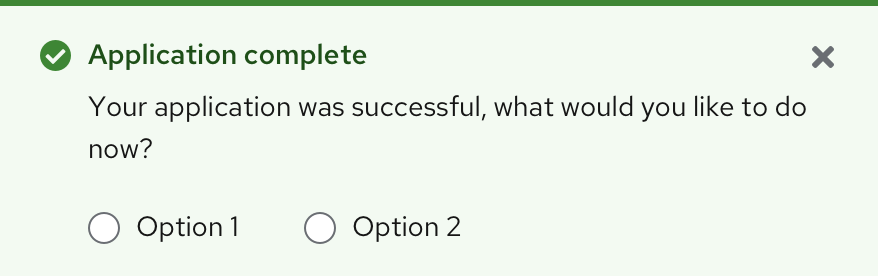 Application complete
Your application was successful, what would you like to do
now?
Option 1
Option 2